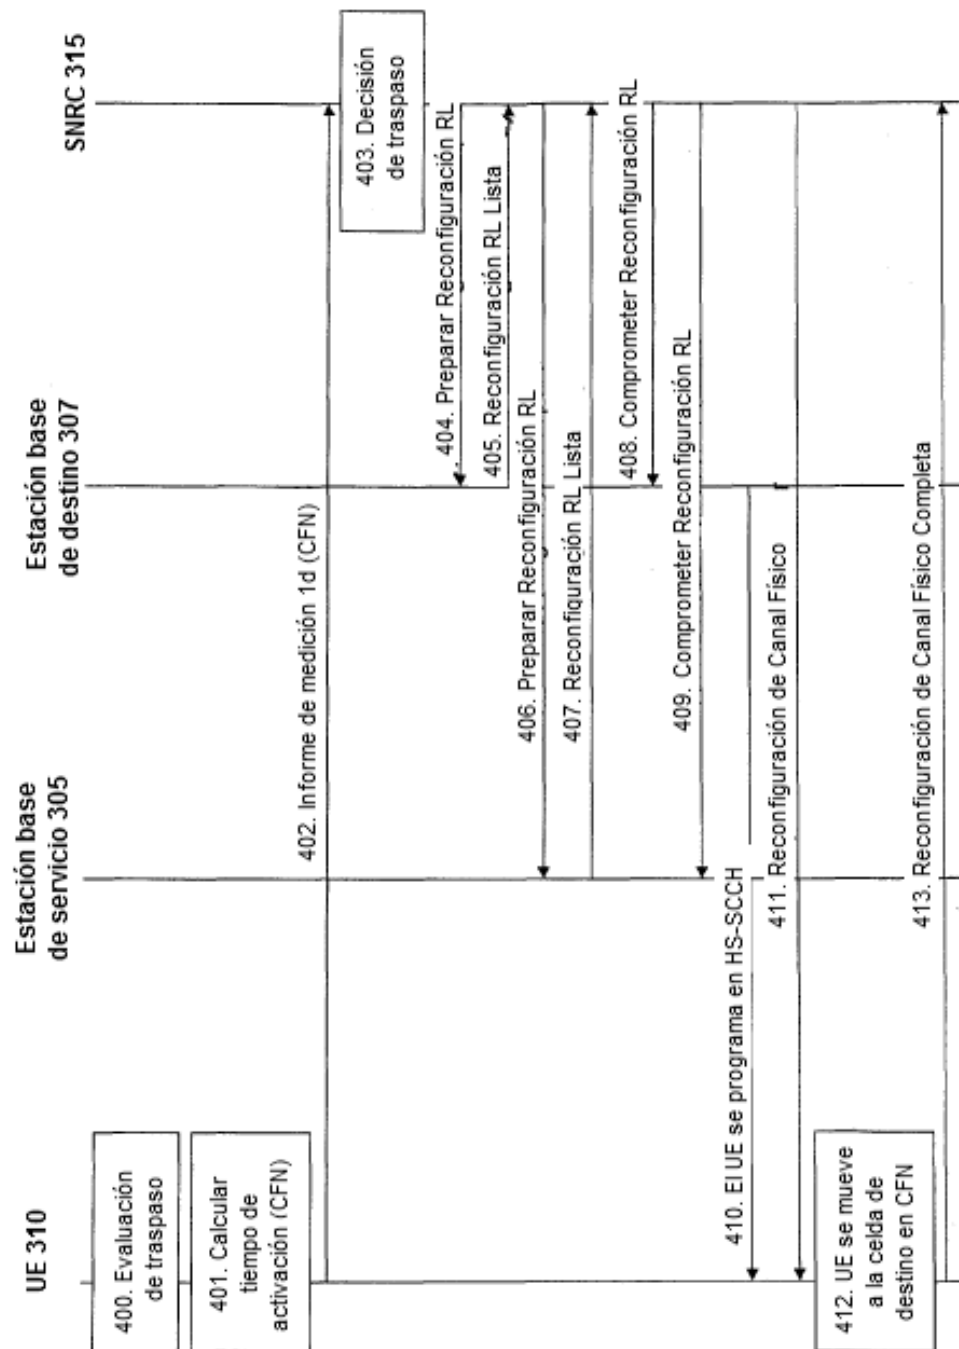 UE 310
Estación base
de servicio 305
Estación base
de destino 307
SNRC 315
400. Evaluación
de traspaso
401. Calcular
tiempo de
activación (CFN)
402. Informe de medición 1d (CFN)
403. Decisión
de traspaso
404. Preparar Reconfiguración RL
405. Reconfiguración RL Lista
406. Preparar Reconfiguración RL
407. Reconfiguración RL Lista
408. Comprometer Reconfiguración RL
409. Comprometer Reconfiguración RL
410. El UE se programa en HS-SCCH
411. Reconfiguración de Canal Físico
412. UE se mueve
a la celda de
destino en CFN
413. Reconfiguración de Canal Físico Completa